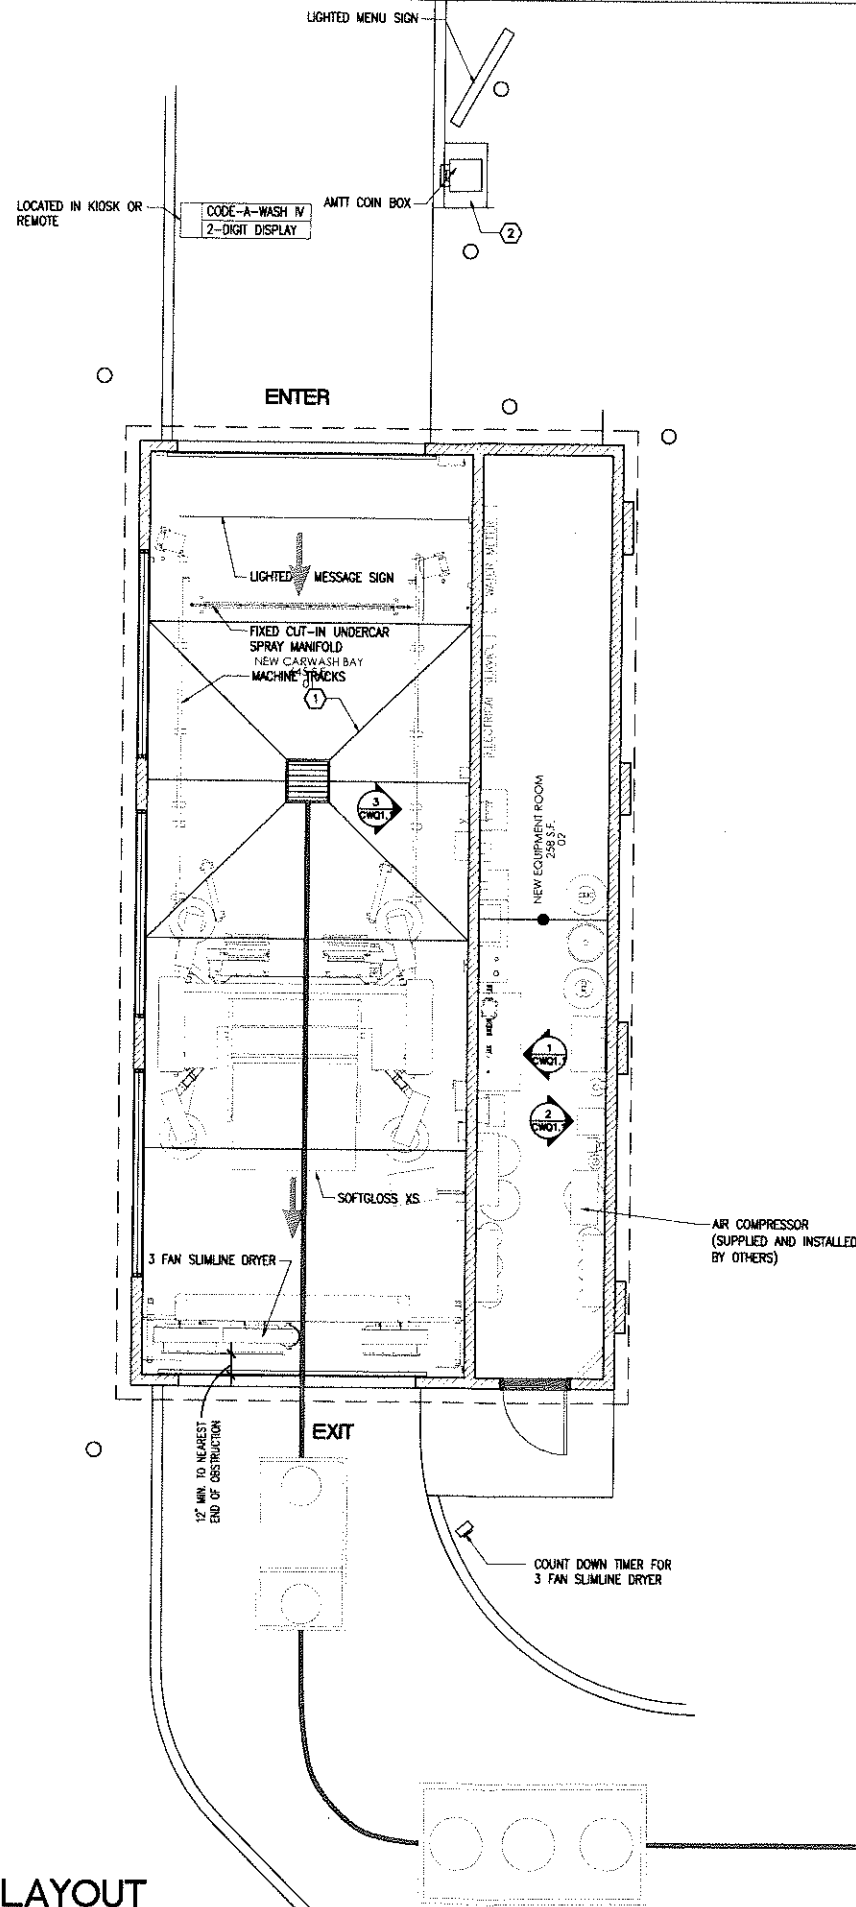 LIGHTED MENU SIGN
LOCATED IN KIOSK OR
REMOTE
CODE-A-WASH IV
2-DIGIT DISPLAY
AMTT COIN BOX
2
ENTER
LIGHTED MESSAGE SIGN
FIXED CUT-IN UNDERCAR
SPRAY MANIFOLD
NEW CARWASH BAY
MACHINE TRACKS
1
WATER METER
ELECTRICAL PANEL
3
CWQ1.1
NEW EQUIPMENT ROOM
258 S.F.
02
1
CWQ1.1
2
CWQ1.1
SOFTGLOSS XS
AIR COMPRESSOR
(SUPPLIED AND INSTALLED
BY OTHERS)
3 FAN SLIMLINE DRYER
12" MIN. TO NEAREST
END OF OBSTRUCTION
EXIT
COUNT DOWN TIMER FOR
3 FAN SLIMLINE DRYER
LAYOUT